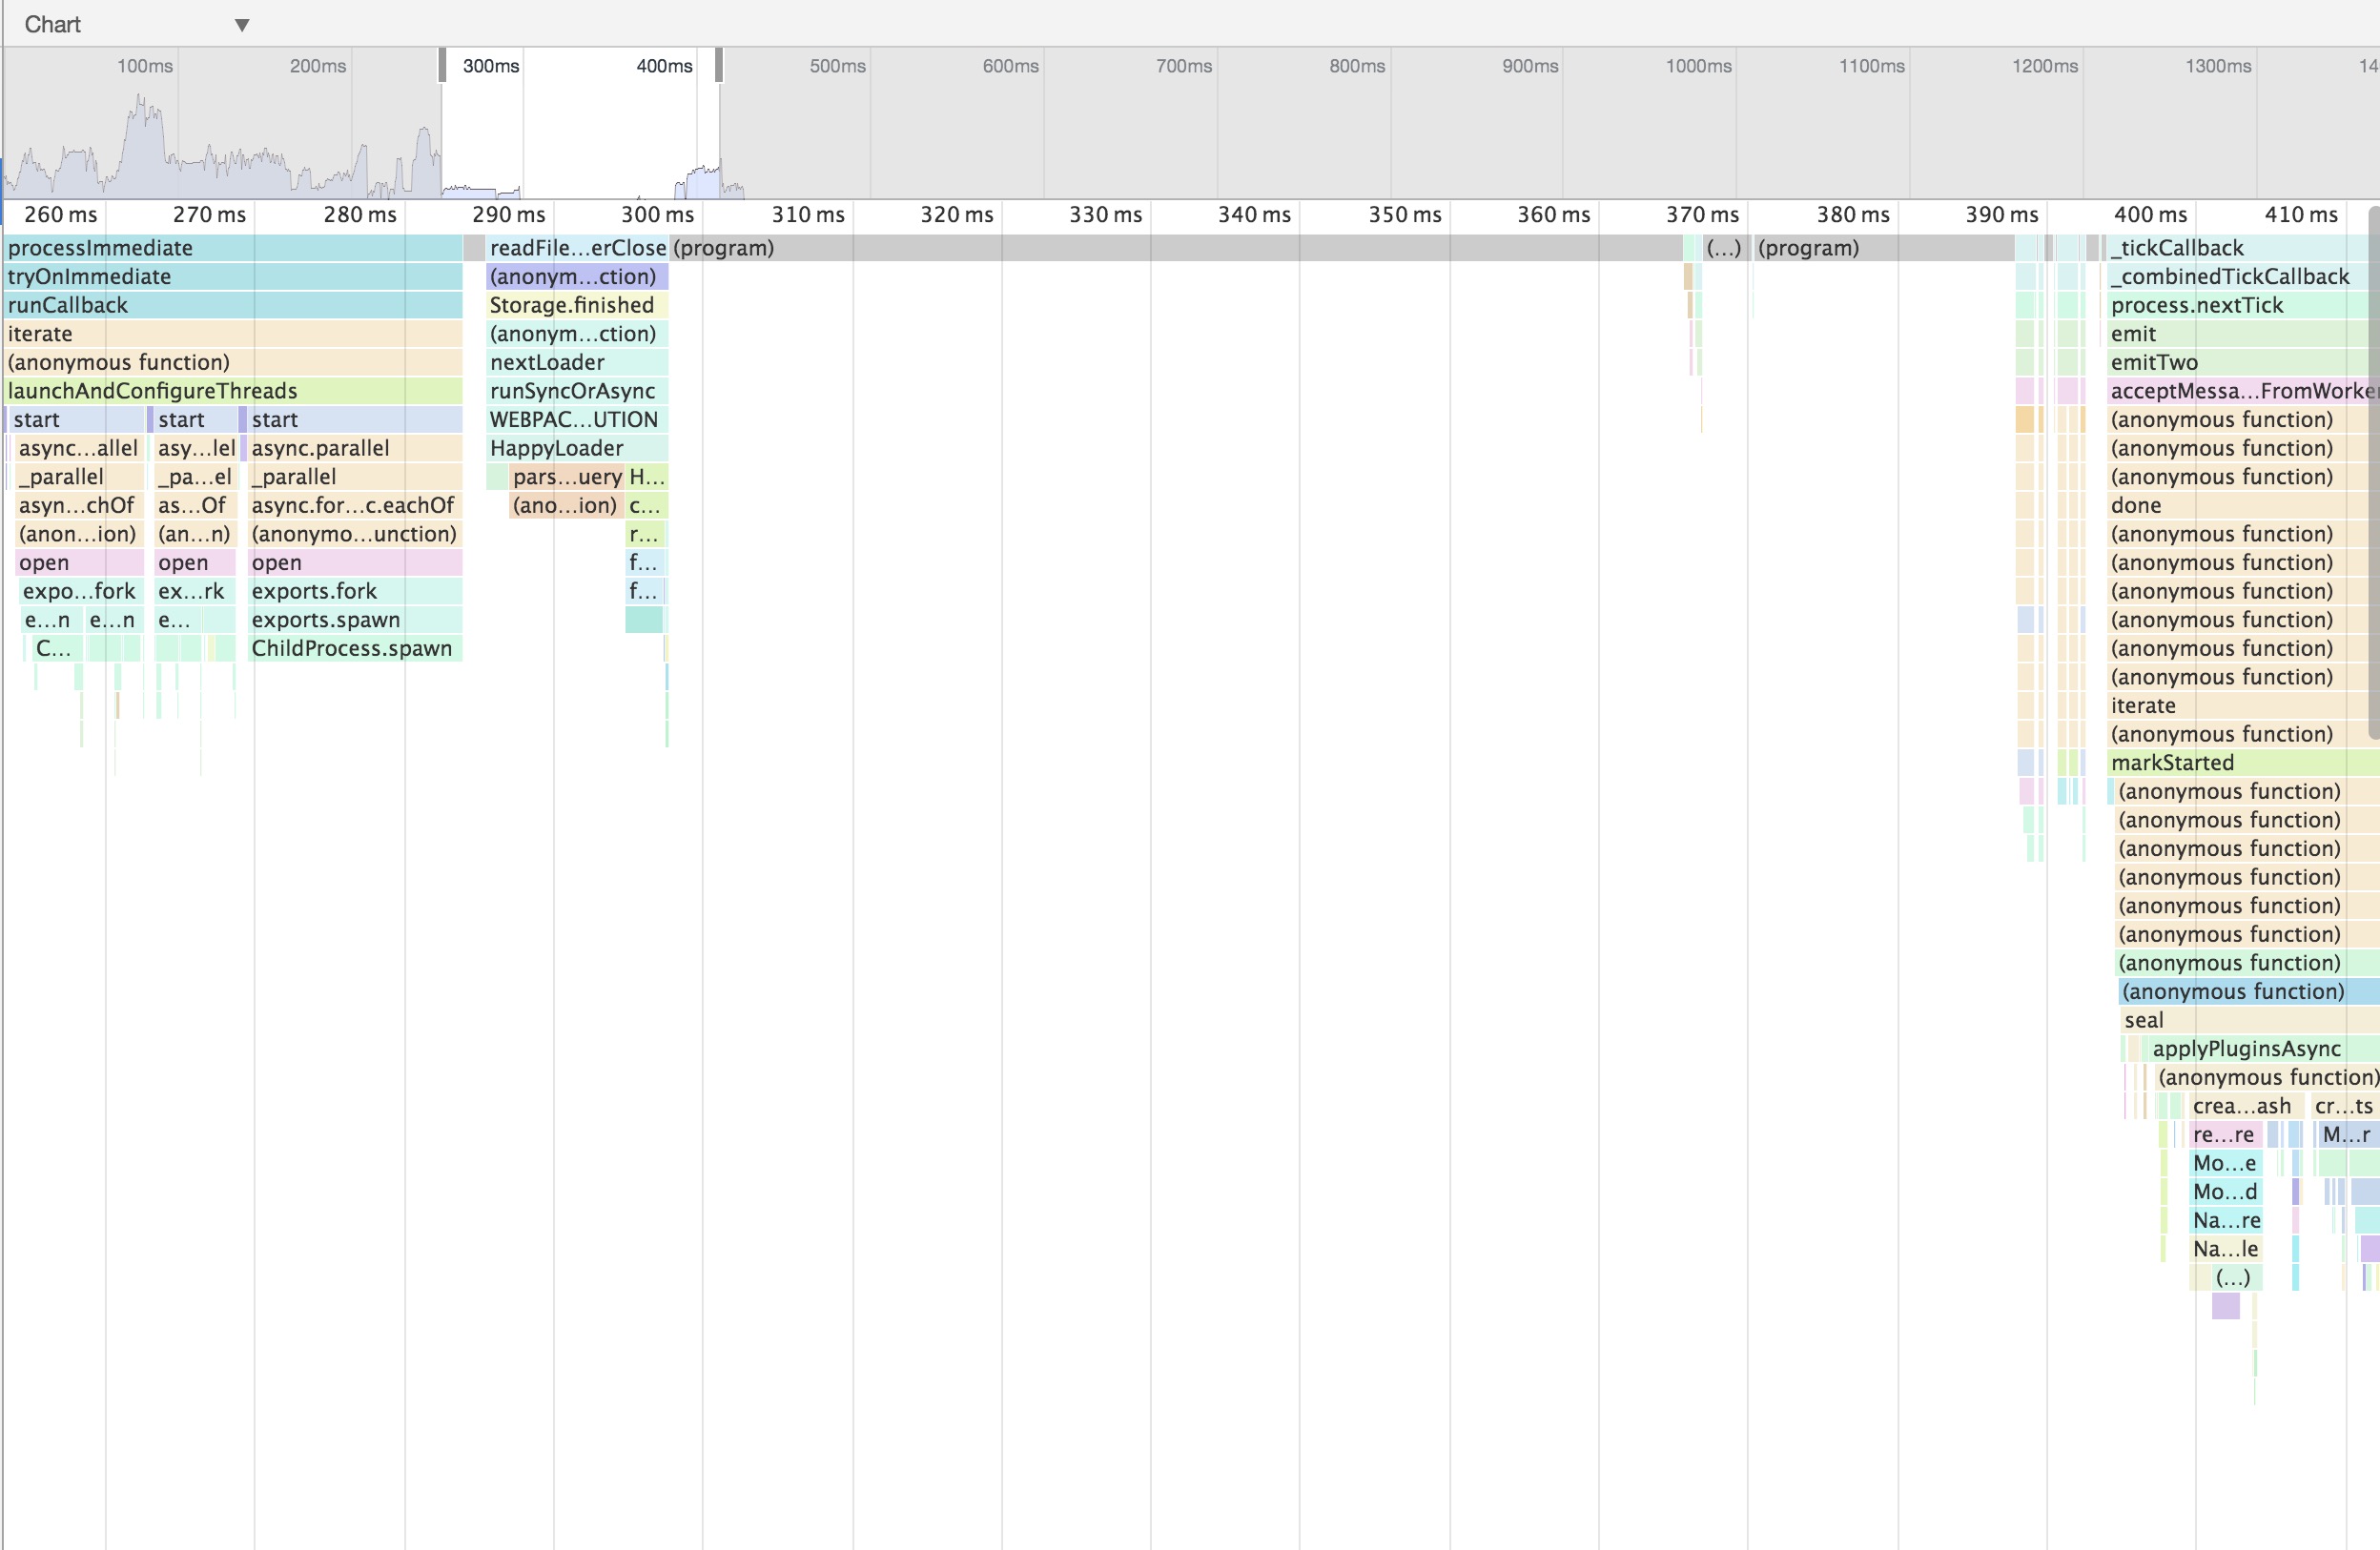 Chart ▼
100ms 200ms 300ms 400ms 500ms 600ms 700ms 800ms 900ms 1000ms 1100ms 1200ms 1300ms 14
260 ms 270 ms 280 ms 290 ms 300 ms 310 ms 320 ms 330 ms 340 ms 350 ms 360 ms 370 ms 380 ms 390 ms 400 ms 410 ms
processImmediate readFile...erClose (program) (...) (program) _tickCallback
tryOnImmediate (anonym...ction) _combinedTickCallback
runCallback Storage.finished process.nextTick
iterate (anonym...ction) emit
(anonymous function) nextLoader emitTwo
launchAndConfigureThreads runSyncOrAsync acceptMessa...FromWorke
start start start WEBPAC...UTION (anonymous function)
async...allel asy...lel async.parallel HappyLoader (anonymous function)
_parallel _pa...el _parallel pars...uery H... (anonymous function)
asyn...chOf as...Of async.for...c.eachOf (ano...ion) c... done
(anon...ion) (an...n) (anonymo...unction) r... (anonymous function)
open open open f... (anonymous function)
expo...fork ex...rk exports.fork f... (anonymous function)
e...n e...n e... exports.spawn (anonymous function)
C... ChildProcess.spawn (anonymous function)
(anonymous function)
iterate
(anonymous function)
markStarted
(anonymous function)
(anonymous function)
(anonymous function)
(anonymous function)
(anonymous function)
(anonymous function)
(anonymous function)
(anonymous function)
seal
applyPluginsAsync
(anonymous function)
crea...ash cr...ts
re...re M...r
Mo...e
Mo...d
Na...re
Na...le
(...)